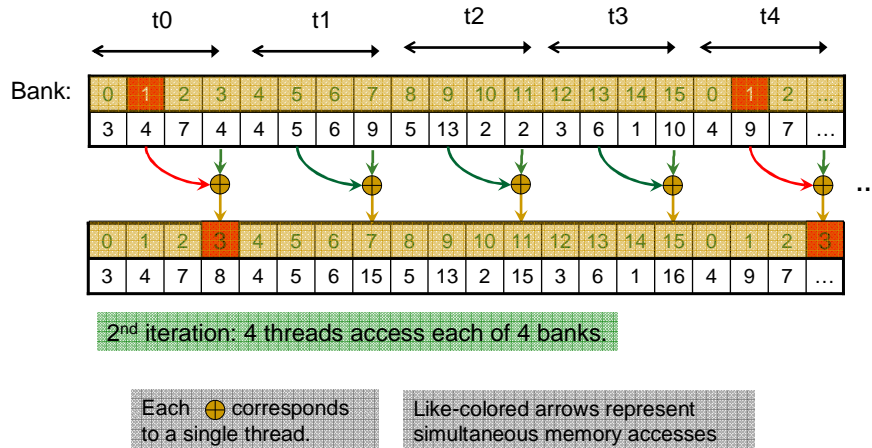 t0 t1 t2 t3 t4
Bank: 0 1 2 3 4 5 6 7 8 9 10 11 12 13 14 15 0 1 2 ...
3 4 7 4 4 5 6 9 5 13 2 2 3 6 1 10 4 9 7 ...
..
0 1 2 3 4 5 6 7 8 9 10 11 12 13 14 15 0 1 2 3
3 4 7 8 4 5 6 15 5 13 2 15 3 6 1 16 4 9 7 ...
2nd iteration: 4 threads access each of 4 banks.
Each ⊕ corresponds
to a single thread.
Like-colored arrows represent
simultaneous memory accesses